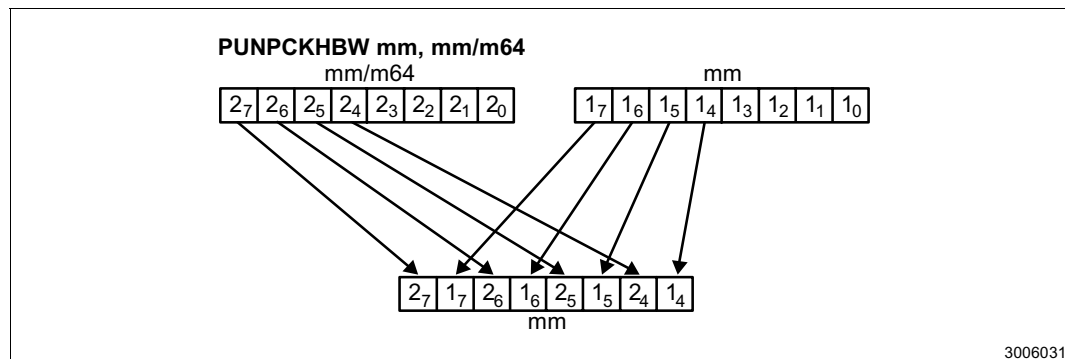 PUNPCKHBW mm, mm/m64
mm/m64 mm
2₇ 2₆ 2₅ 2₄ 2₃ 2₂ 2₁ 2₀ 1₇ 1₆ 1₅ 1₄ 1₃ 1₂ 1₁ 1₀
2₇ 1₇ 2₆ 1₆ 2₅ 1₅ 2₄ 1₄
mm
3006031